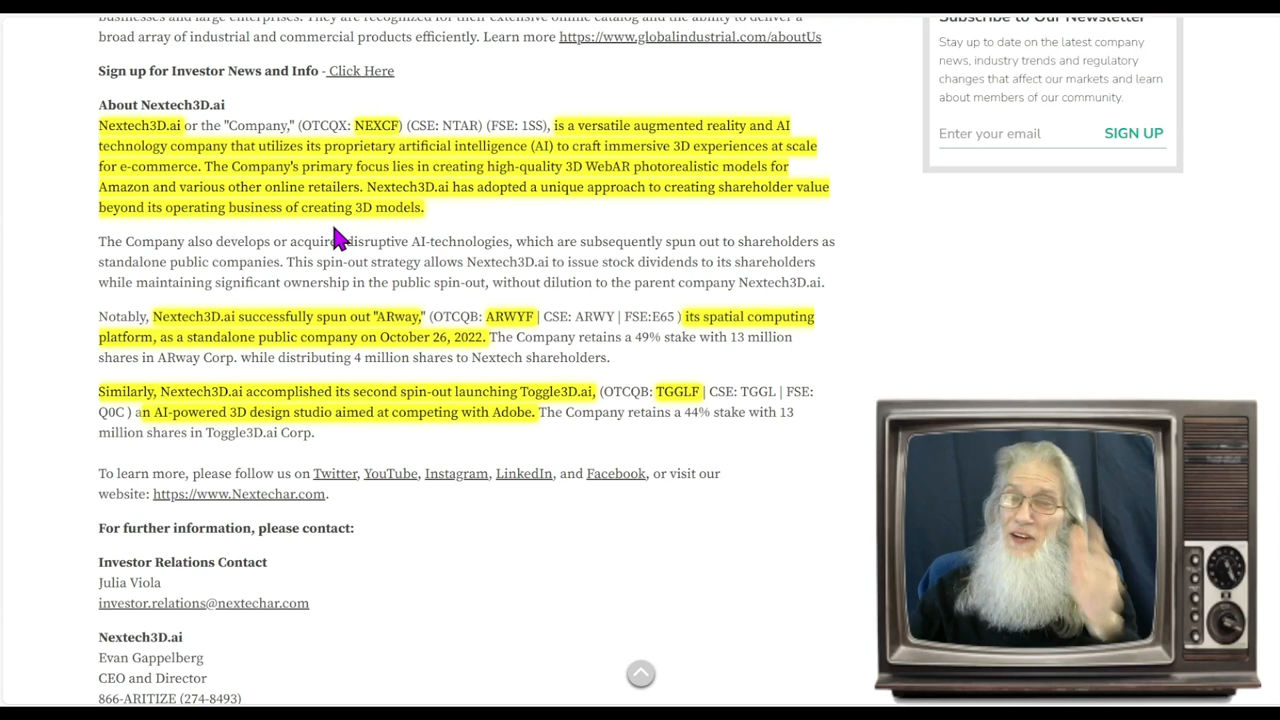 businesses and large enterprises. They are recognized for their extensive online catalog and the ability to deliver a
broad array of industrial and commercial products efficiently. Learn more https://www.globalindustrial.com/aboutUs
Sign up for Investor News and Info - Click Here
About Nextech3D.ai
Nextech3D.ai or the "Company," (OTCQX: NEXCF) (CSE: NTAR) (FSE: 1SS), is a versatile augmented reality and AI
technology company that utilizes its proprietary artificial intelligence (AI) to craft immersive 3D experiences at scale
for e-commerce. The Company's primary focus lies in creating high-quality 3D WebAR photorealistic models for
Amazon and various other online retailers. Nextech3D.ai has adopted a unique approach to creating shareholder value
beyond its operating business of creating 3D models.
The Company also develops or acquires disruptive AI-technologies, which are subsequently spun out to shareholders as
standalone public companies. This spin-out strategy allows Nextech3D.ai to issue stock dividends to its shareholders
while maintaining significant ownership in the public spin-out, without dilution to the parent company Nextech3D.ai.
Notably, Nextech3D.ai successfully spun out "ARway," (OTCQB: ARWYF | CSE: ARWY | FSE:E65 ) its spatial computing
platform, as a standalone public company on October 26, 2022. The Company retains a 49% stake with 13 million
shares in ARway Corp. while distributing 4 million shares to Nextech shareholders.
Similarly, Nextech3D.ai accomplished its second spin-out launching Toggle3D.ai, (OTCQB: TGGLF | CSE: TGGL | FSE:
Q0C ) an AI-powered 3D design studio aimed at competing with Adobe. The Company retains a 44% stake with 13
million shares in Toggle3D.ai Corp.
To learn more, please follow us on Twitter, YouTube, Instagram, LinkedIn, and Facebook, or visit our
website: https://www.Nextechar.com.
For further information, please contact:
Investor Relations Contact
Julia Viola
investor.relations@nextechar.com
Nextech3D.ai
Evan Gappelberg
CEO and Director
866-ARITIZE (274-8493)
Subscribe to Our Newsletter
Stay up to date on the latest company
news, industry trends and regulatory
changes that affect our markets and learn
about members of our community.
Enter your email SIGN UP